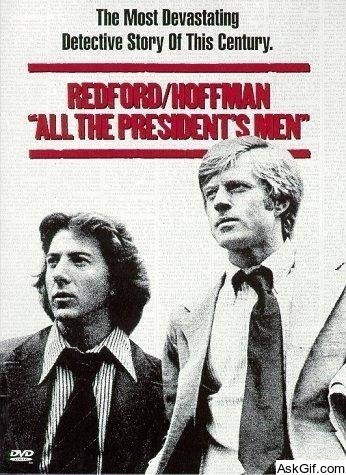 The Most Devastating
Detective Story Of This Century.
REDFORD/HOFFMAN
"ALL THE PRESIDENT'S MEN"
DVD
AskGif.com